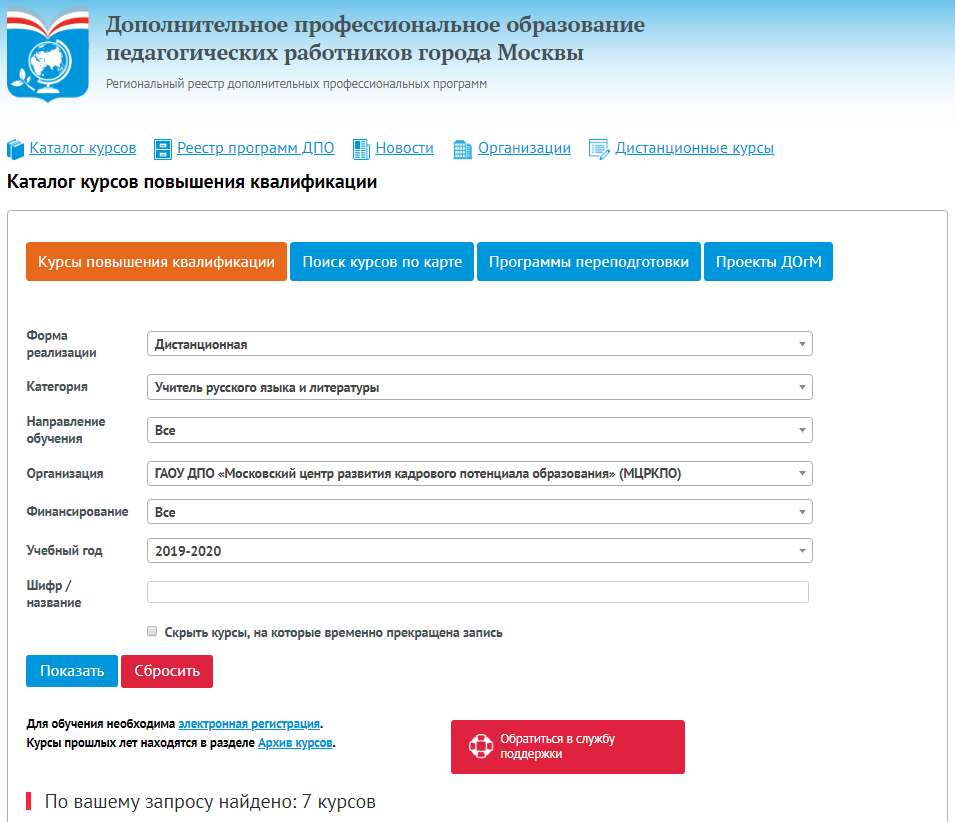 Дополнительное профессиональное образование
педагогических работников города Москвы
Региональный реестр дополнительных профессиональных программ
Каталог курсов Реестр программ ДПО Новости Организации Дистанционные курсы
Каталог курсов повышения квалификации
Курсы повышения квалификации Поиск курсов по карте Программы переподготовки Проекты ДОгМ
Форма
реализации
Дистанционная
Категория Учитель русского языка и литературы
Направление
обучения
Все
Организация ГАОУ ДПО «Московский центр развития кадрового потенциала образования» (МЦРКПО)
Финансирование Все
Учебный год 2019-2020
Шифр /
название
Скрыть курсы, на которые временно прекращена запись
Показать Сбросить
Для обучения необходима электронная регистрация.
Курсы прошлых лет находятся в разделе Архив курсов.
Обратиться в службу
поддержки
По вашему запросу найдено: 7 курсов